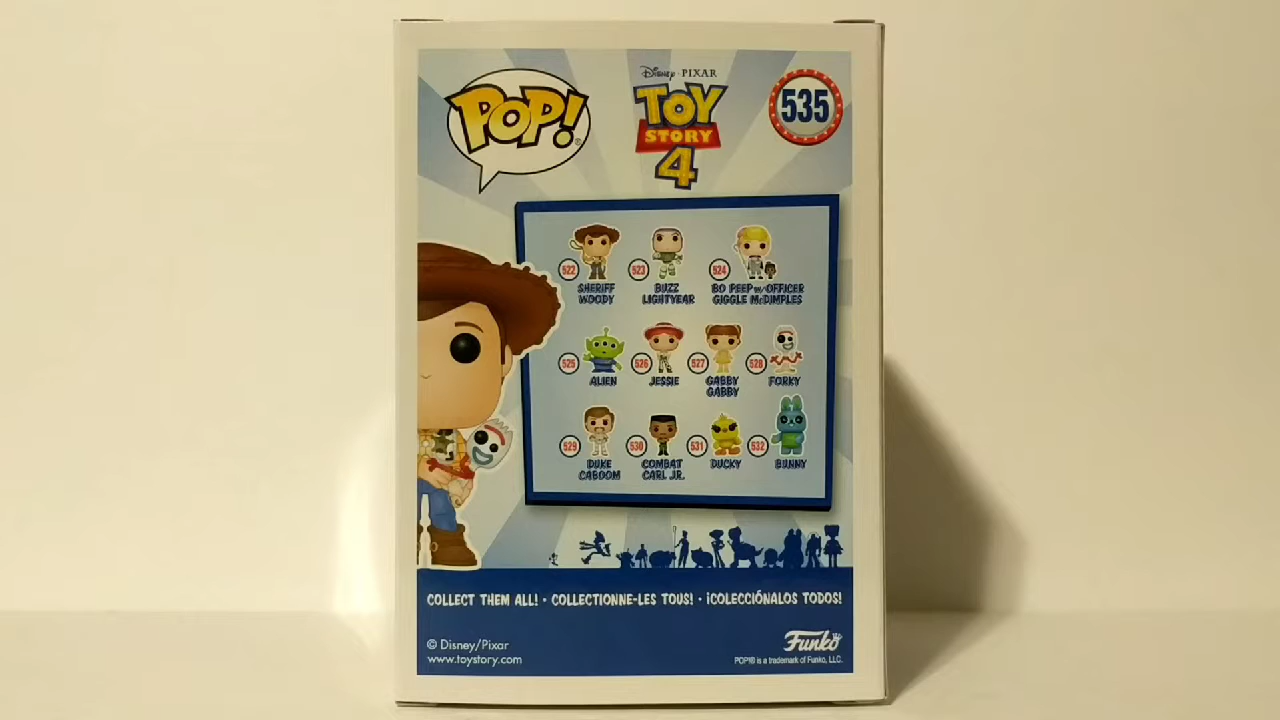 POP!®
Disney · PIXAR
TOY
STORY
4
535
522
SHERIFF
WOODY
523
BUZZ
LIGHTYEAR
524
BO PEEP w/OFFICER
GIGGLE McDIMPLES
525
ALIEN
526
JESSIE
527
GABBY
GABBY
528
FORKY
529
DUKE
CABOOM
530
COMBAT
CARL JR.
531
DUCKY
532
BUNNY
COLLECT THEM ALL! · COLLECTIONNE-LES TOUS! · ¡COLECCIÓNALOS TODOS!
© Disney/Pixar
www.toystory.com
Funko
POP!® is a trademark of Funko, LLC.